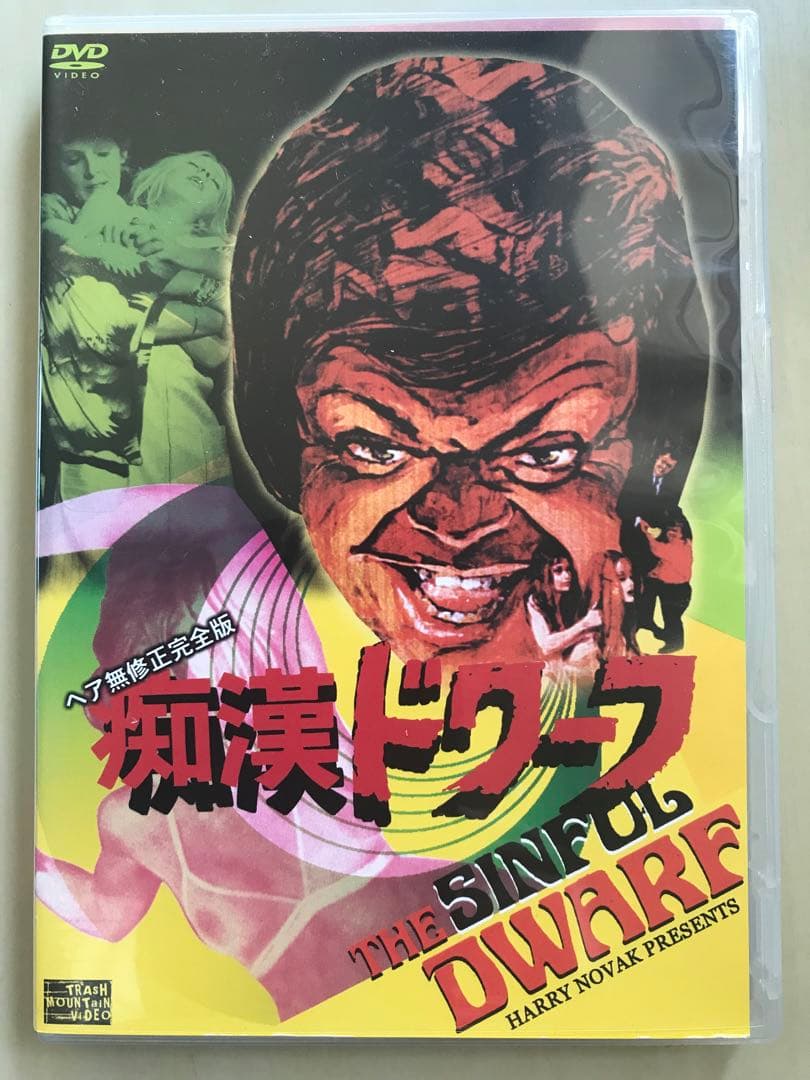 DVD
VIDEO
ヘア無修正完全版
痴漢ドワーフ
THE SINFUL
DWARF
HARRY NOVAK PRESENTS
TRASH
MOUNTAIN
VIDEO